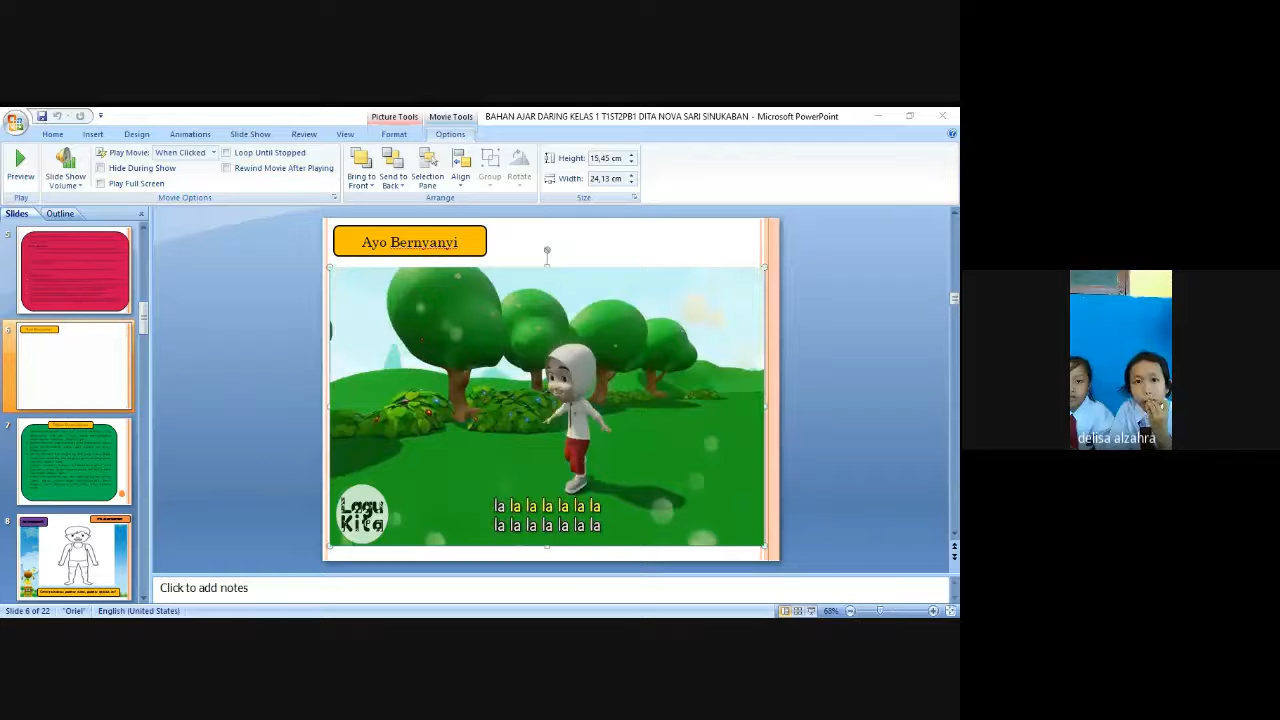 Picture Tools
Movie Tools
BAHAN AJAR DARING KELAS 1 T1ST2PB1 DITA NOVA SARI SINUKABAN - Microsoft PowerPoint
Home
Insert
Design
Animations
Slide Show
Review
View
Format
Options
Preview
Slide Show Volume
Play Movie: When Clicked
Hide During Show
Play Full Screen
Loop Until Stopped
Rewind Movie After Playing
Bring to Front
Send to Back
Selection Pane
Align
Group
Rotate
Height: 15,45 cm
Width: 24,13 cm
Play
Movie Options
Arrange
Size
Slides
Outline
5
6
7
8
Ayo Bernyanyi
Lagu
Kita
la la la la la la la
la la la la la la la
delisa alzahra
Click to add notes
Slide 6 of 22
"Oriel"
English (United States)
68%